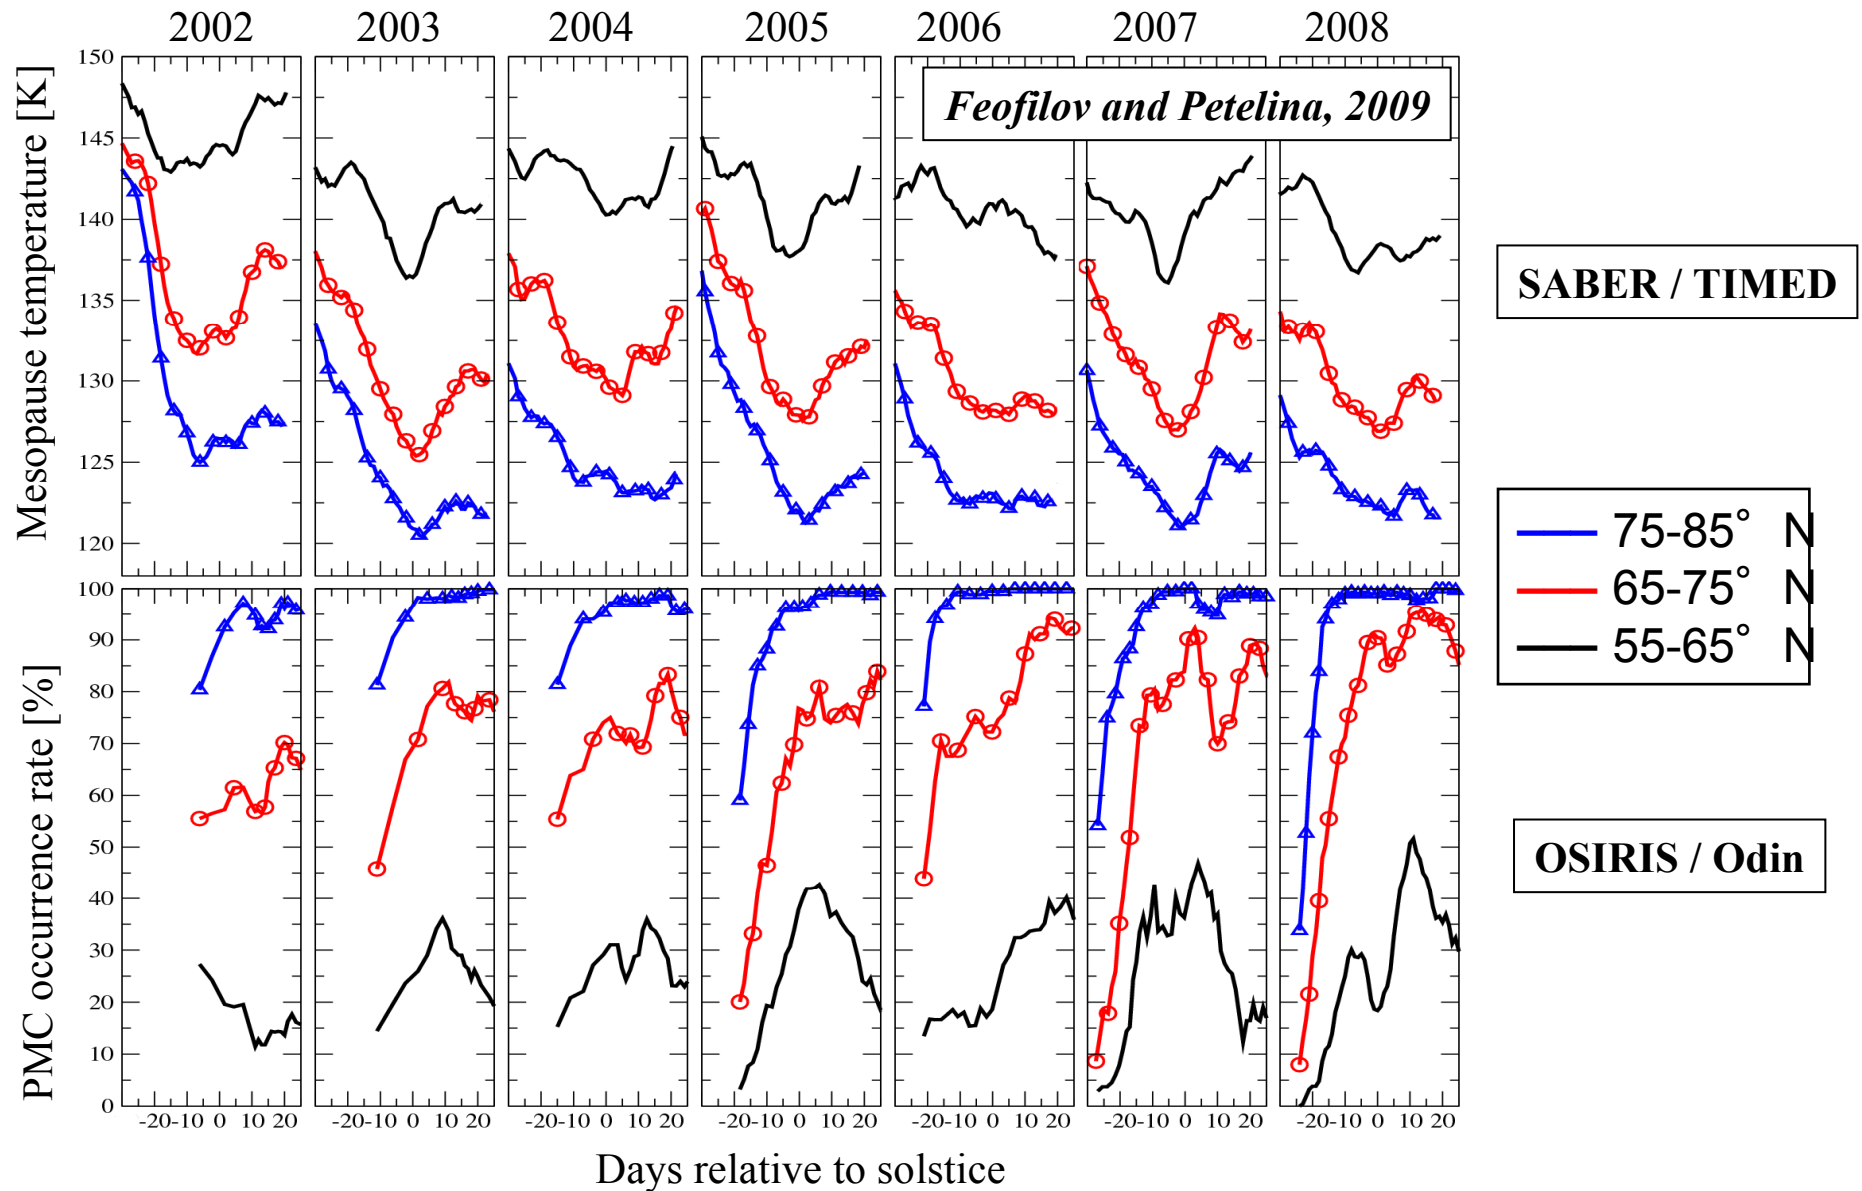 2002 2003 2004 2005 2006 2007 2008
Feofilov and Petelina, 2009
Mesopause temperature [K]
150
145
140
135
130
125
120
SABER / TIMED
75-85° N
65-75° N
55-65° N
PMC occurrence rate [%]
100
90
80
70
60
50
40
30
20
10
0
OSIRIS / Odin
-20 -10 0 10 20 -20 -10 0 10 20 -20 -10 0 10 20 -20 -10 0 10 20 -20 -10 0 10 20 -20 -10 0 10 20 -20 -10 0 10 20
Days relative to solstice